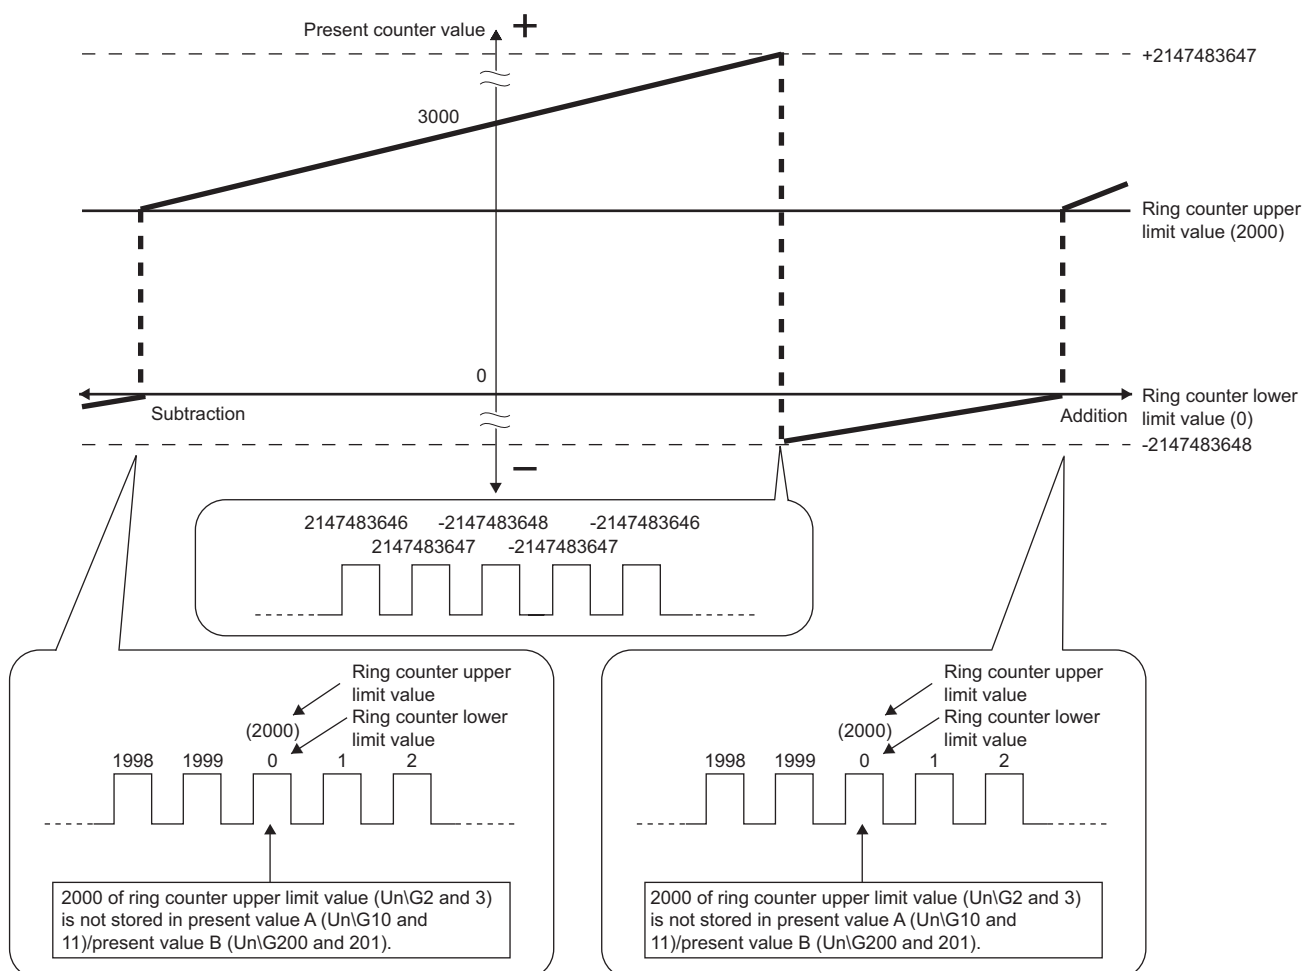 Present counter value +
+2147483647
3000
Ring counter upper
limit value (2000)
0
Subtraction
Addition
Ring counter lower
limit value (0)
-2147483648
−
2147483646 -2147483648 -2147483646
2147483647 -2147483647
Ring counter upper
limit value
Ring counter lower
limit value
(2000)
1998 1999 0 1 2
2000 of ring counter upper limit value (Un\G2 and 3)
is not stored in present value A (Un\G10 and
11)/present value B (Un\G200 and 201).
Ring counter upper
limit value
Ring counter lower
limit value
(2000)
1998 1999 0 1 2
2000 of ring counter upper limit value (Un\G2 and 3)
is not stored in present value A (Un\G10 and
11)/present value B (Un\G200 and 201).